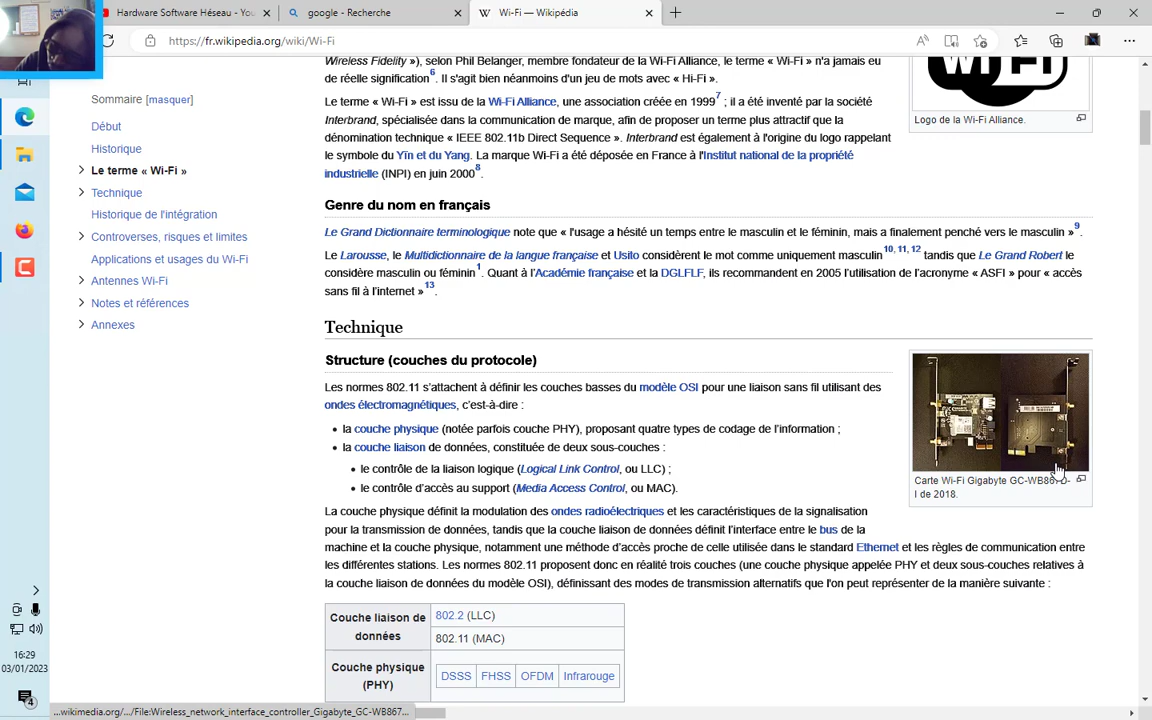 Hardware Software Réseau - You
google - Recherche
Wi-Fi — Wikipédia
https://fr.wikipedia.org/wiki/Wi-Fi
Sommaire [masquer]
Début
Historique
Le terme « Wi-Fi »
Technique
Historique de l'intégration
Controverses, risques et limites
Applications et usages du Wi-Fi
Antennes Wi-Fi
Notes et références
Annexes
Wireless Fidelity »), selon Phil Belanger, membre fondateur de la Wi-Fi Alliance, le terme « Wi-Fi » n'a jamais eu
de réelle signification6. Il s'agit bien néanmoins d'un jeu de mots avec « Hi-Fi ».
Le terme « Wi-Fi » est issu de la Wi-Fi Alliance, une association créée en 19997 ; il a été inventé par la société
Interbrand, spécialisée dans la communication de marque, afin de proposer un terme plus attractif que la
dénomination technique « IEEE 802.11b Direct Sequence ». Interbrand est également à l'origine du logo rappelant
le symbole du Yīn et du Yang. La marque Wi-Fi a été déposée en France à l'Institut national de la propriété
industrielle (INPI) en juin 20008.
Wi Fi
Logo de la Wi-Fi Alliance.
Genre du nom en français
Le Grand Dictionnaire terminologique note que « l'usage a hésité un temps entre le masculin et le féminin, mais a finalement penché vers le masculin »9.
Le Larousse, le Multidictionnaire de la langue française et Usito considèrent le mot comme uniquement masculin10, 11, 12 tandis que Le Grand Robert le
considère masculin ou féminin1. Quant à l'Académie française et la DGLFLF, ils recommandent en 2005 l'utilisation de l'acronyme « ASFI » pour « accès
sans fil à l'internet »13.
Technique
Structure (couches du protocole)
Les normes 802.11 s'attachent à définir les couches basses du modèle OSI pour une liaison sans fil utilisant des
ondes électromagnétiques, c'est-à-dire :
la couche physique (notée parfois couche PHY), proposant quatre types de codage de l'information ;
la couche liaison de données, constituée de deux sous-couches :
le contrôle de la liaison logique (Logical Link Control, ou LLC) ;
le contrôle d'accès au support (Media Access Control, ou MAC).
Carte Wi-Fi Gigabyte GC-WB867D-
I de 2018.
La couche physique définit la modulation des ondes radioélectriques et les caractéristiques de la signalisation
pour la transmission de données, tandis que la couche liaison de données définit l'interface entre le bus de la
machine et la couche physique, notamment une méthode d'accès proche de celle utilisée dans le standard Ethernet et les règles de communication entre
les différentes stations. Les normes 802.11 proposent donc en réalité trois couches (une couche physique appelée PHY et deux sous-couches relatives à
la couche liaison de données du modèle OSI), définissant des modes de transmission alternatifs que l'on peut représenter de la manière suivante :
Couche liaison de
données
802.2 (LLC)
802.11 (MAC)
Couche physique
(PHY)
DSSS FHSS OFDM Infrarouge
16:29
03/01/2023
4
.wikimedia.org/.../File:Wireless_network_interface_controller_Gigabyte_GC-WB867...